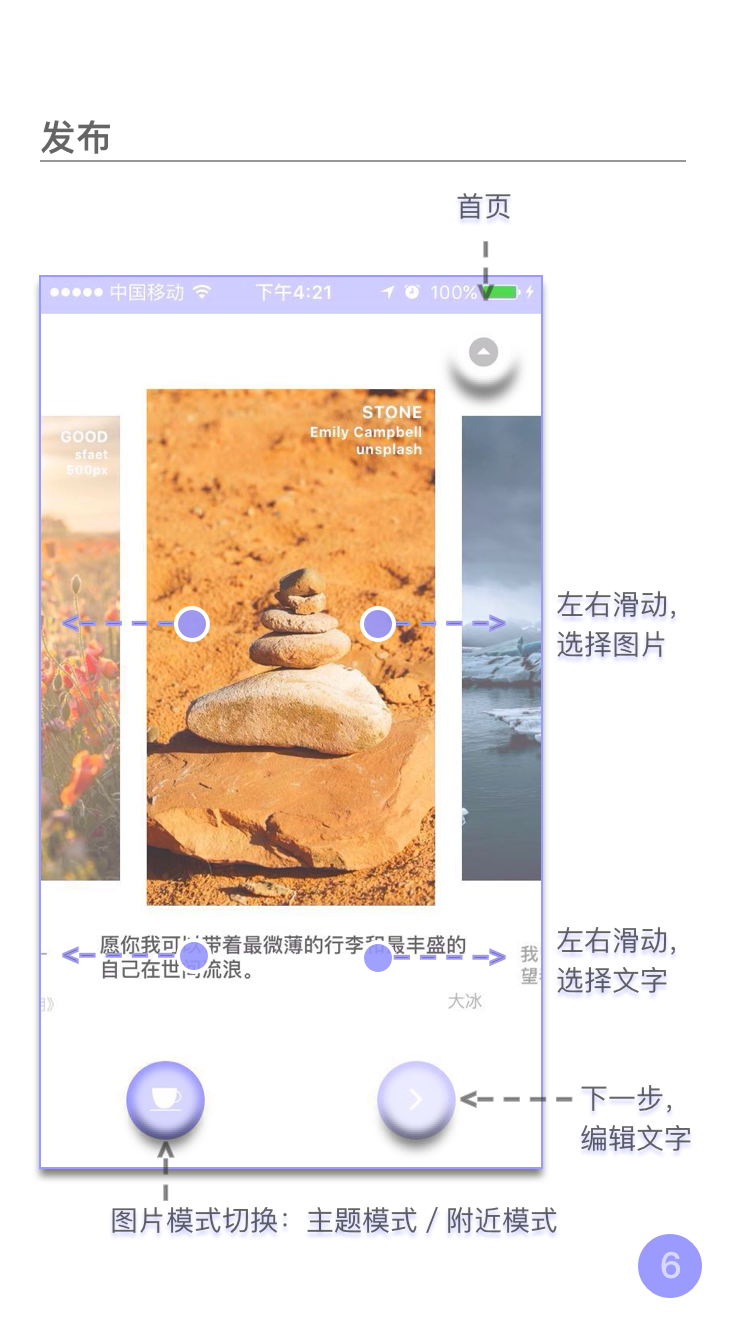 发布
首页
中国移动
下午4:21
100%
STONE
Emily Campbell
unsplash
GOOD
sfaet
500px
左右滑动，
选择图片
愿你我可以带着最微薄的行李和最丰盛的
自己在世间流浪。
大冰
我
望
左右滑动，
选择文字
下一步，
编辑文字
图片模式切换：主题模式 / 附近模式
6